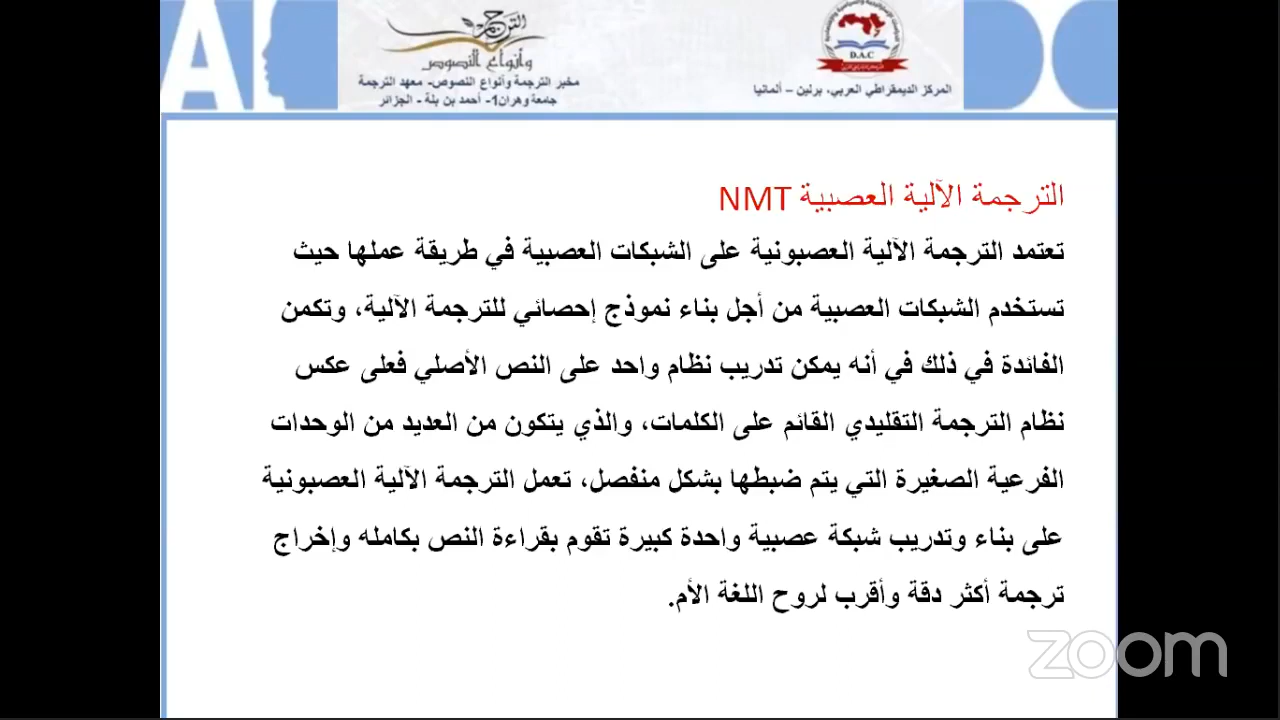 الترجمة
وأنواع النصوص
مخبر الترجمة وأنواع النصوص- معهد الترجمة
جامعة وهران1- أحمد بن بلة - الجزائر
D.A.C
المركز الديمقراطي العربي، برلين – ألمانيا
الترجمة الآلية العصبية NMT
تعتمد الترجمة الآلية العصبونية على الشبكات العصبية في طريقة عملها حيث
تستخدم الشبكات العصبية من أجل بناء نموذج إحصائي للترجمة الآلية، وتكمن
الفائدة في ذلك في أنه يمكن تدريب نظام واحد على النص الأصلي فعلى عكس
نظام الترجمة التقليدي القائم على الكلمات، والذي يتكون من العديد من الوحدات
الفرعية الصغيرة التي يتم ضبطها بشكل منفصل، تعمل الترجمة الآلية العصبونية
على بناء وتدريب شبكة عصبية واحدة كبيرة تقوم بقراءة النص بكامله وإخراج
ترجمة أكثر دقة وأقرب لروح اللغة الأم.
zoom